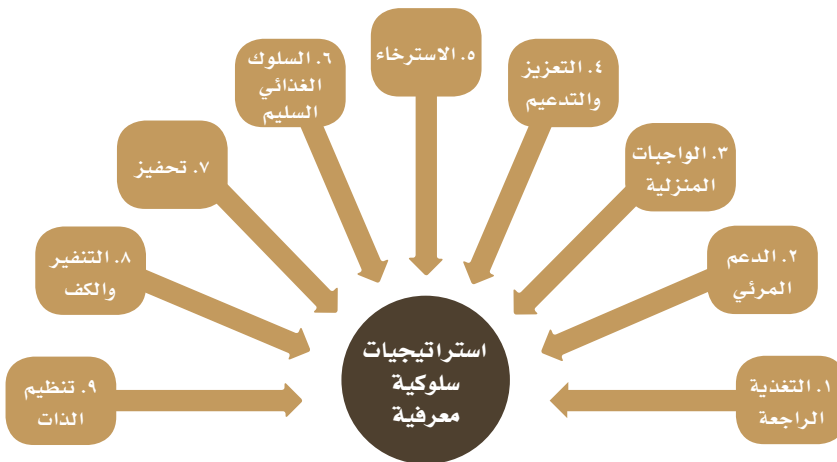 ١. التغذية
الراجعة
٢. الدعم
المرئي
٣. الواجبات
المنزلية
٤. التعزيز
والتدعيم
٥. الاسترخاء
٦. السلوك
الغذائي
السليم
٧. تحفيز
٨. التنفير
والكف
٩. تنظيم
الذات
استراتيجيات
سلوكية
معرفية